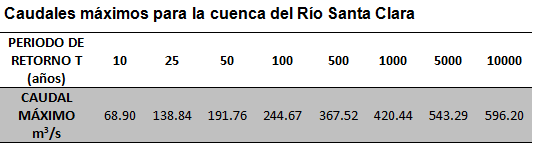 Caudales máximos para la cuenca del Río Santa Clara
PERIODO DE RETORNO T (años) 10 25 50 100 500 1000 5000 10000
CAUDAL MÁXIMO m³/s 68.90 138.84 191.76 244.67 367.52 420.44 543.29 596.20